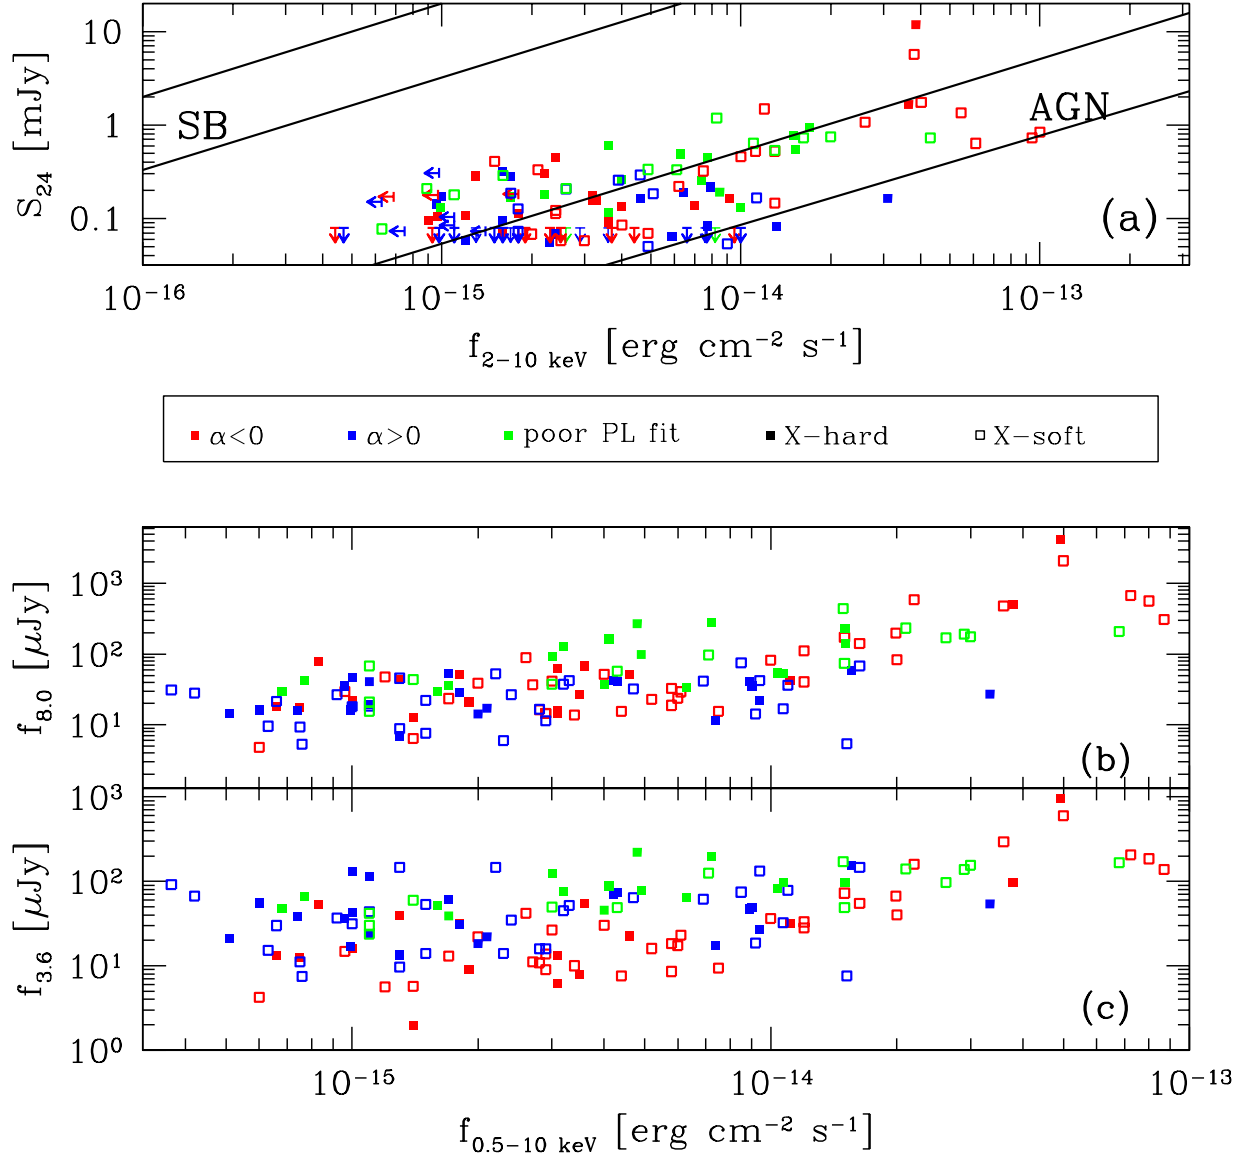 S₂₄ [mJy]
10
1
0.1
SB
AGN
(a)
10⁻¹⁶ 10⁻¹⁵ 10⁻¹⁴ 10⁻¹³
f₂₋₁₀ ₖₑᵥ [erg cm⁻² s⁻¹]
α<0 α>0 poor PL fit X-hard X-soft
f₈.₀ [μJy]
10³
10²
10¹
(b)
f₃.₆ [μJy]
10³
10²
10¹
10⁰
(c)
10⁻¹⁵ 10⁻¹⁴ 10⁻¹³
f₀.₅₋₁₀ ₖₑᵥ [erg cm⁻² s⁻¹]